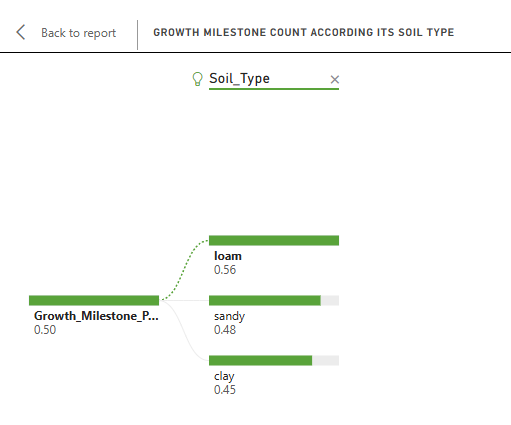 Back to report
GROWTH MILESTONE COUNT ACCORDING ITS SOIL TYPE
Soil_Type
loam
0.56
Growth_Milestone_P...
0.50
sandy
0.48
clay
0.45